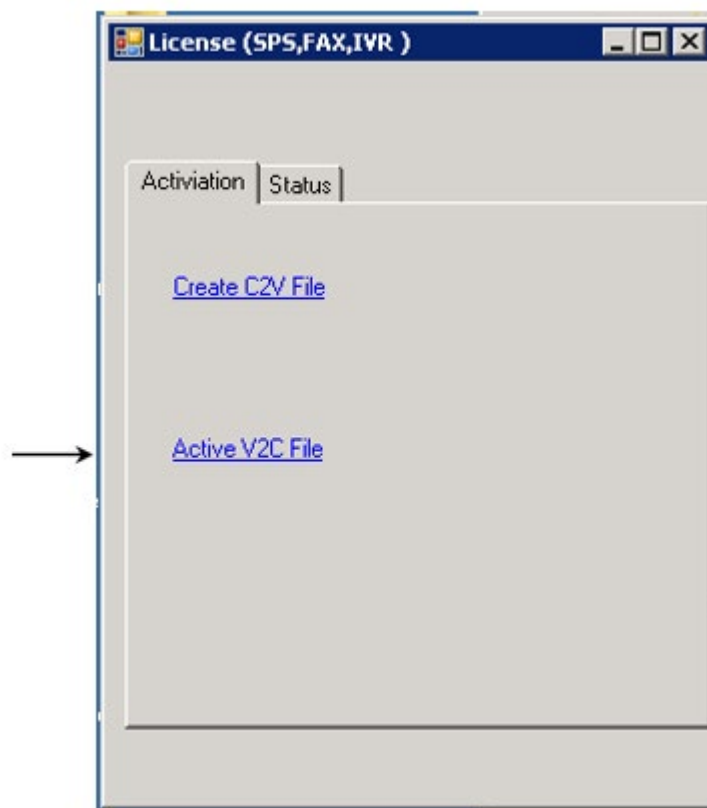 License (SPS,FAX,IVR )
Activiation
Status
Create C2V File
Active V2C File